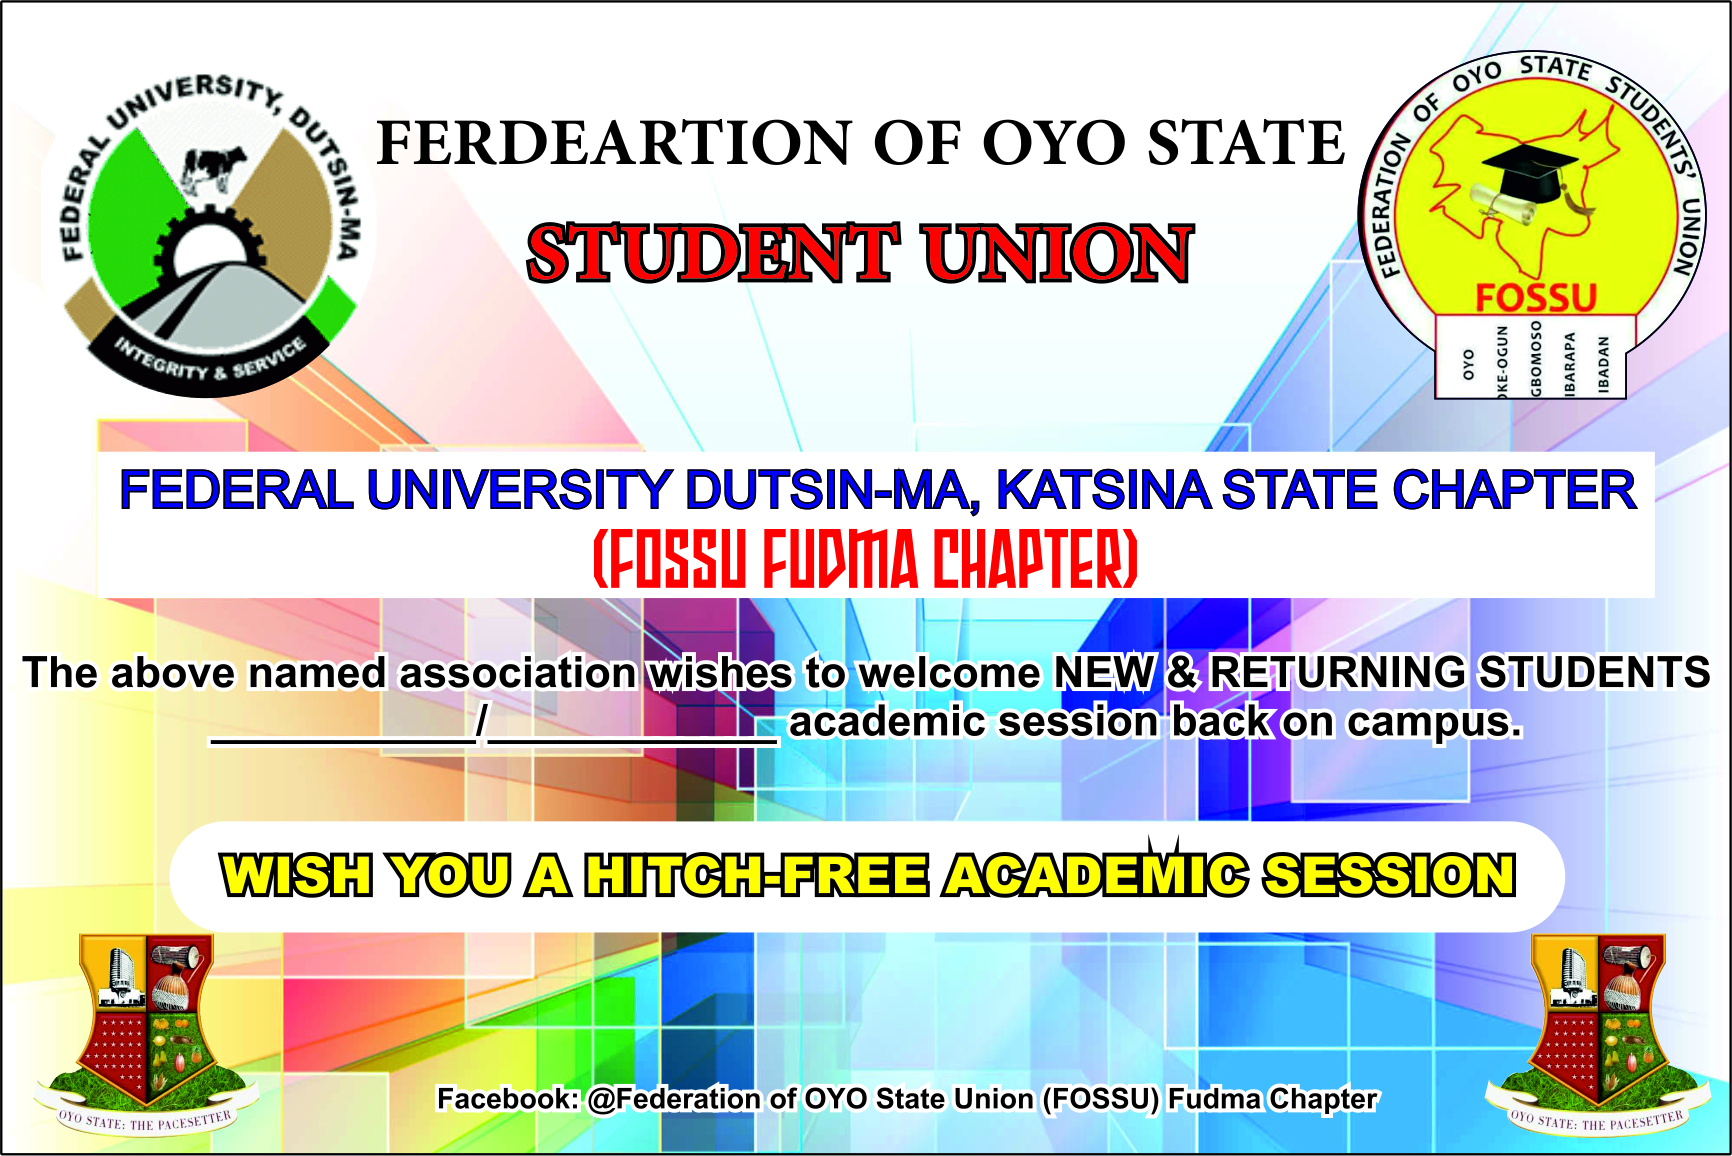 FEDERAL UNIVERSITY, DUTSIN-MA
INTEGRITY & SERVICE
FERDEARTION OF OYO STATE
STUDENT UNION
FEDERATION OF OYO STATE STUDENTS' UNION
FOSSU
OYO
OKE-OGUN
GBOMOSO
IBARAPA
IBADAN
FEDERAL UNIVERSITY DUTSIN-MA, KATSINA STATE CHAPTER
(FOSSU FUDMA CHAPTER)
The above named association wishes to welcome NEW & RETURNING STUDENTS
___________/____________ academic session back on campus.
WISH YOU A HITCH-FREE ACADEMIC SESSION
OYO STATE: THE PACESETTER
Facebook: @Federation of OYO State Union (FOSSU) Fudma Chapter
OYO STATE: THE PACESETTER